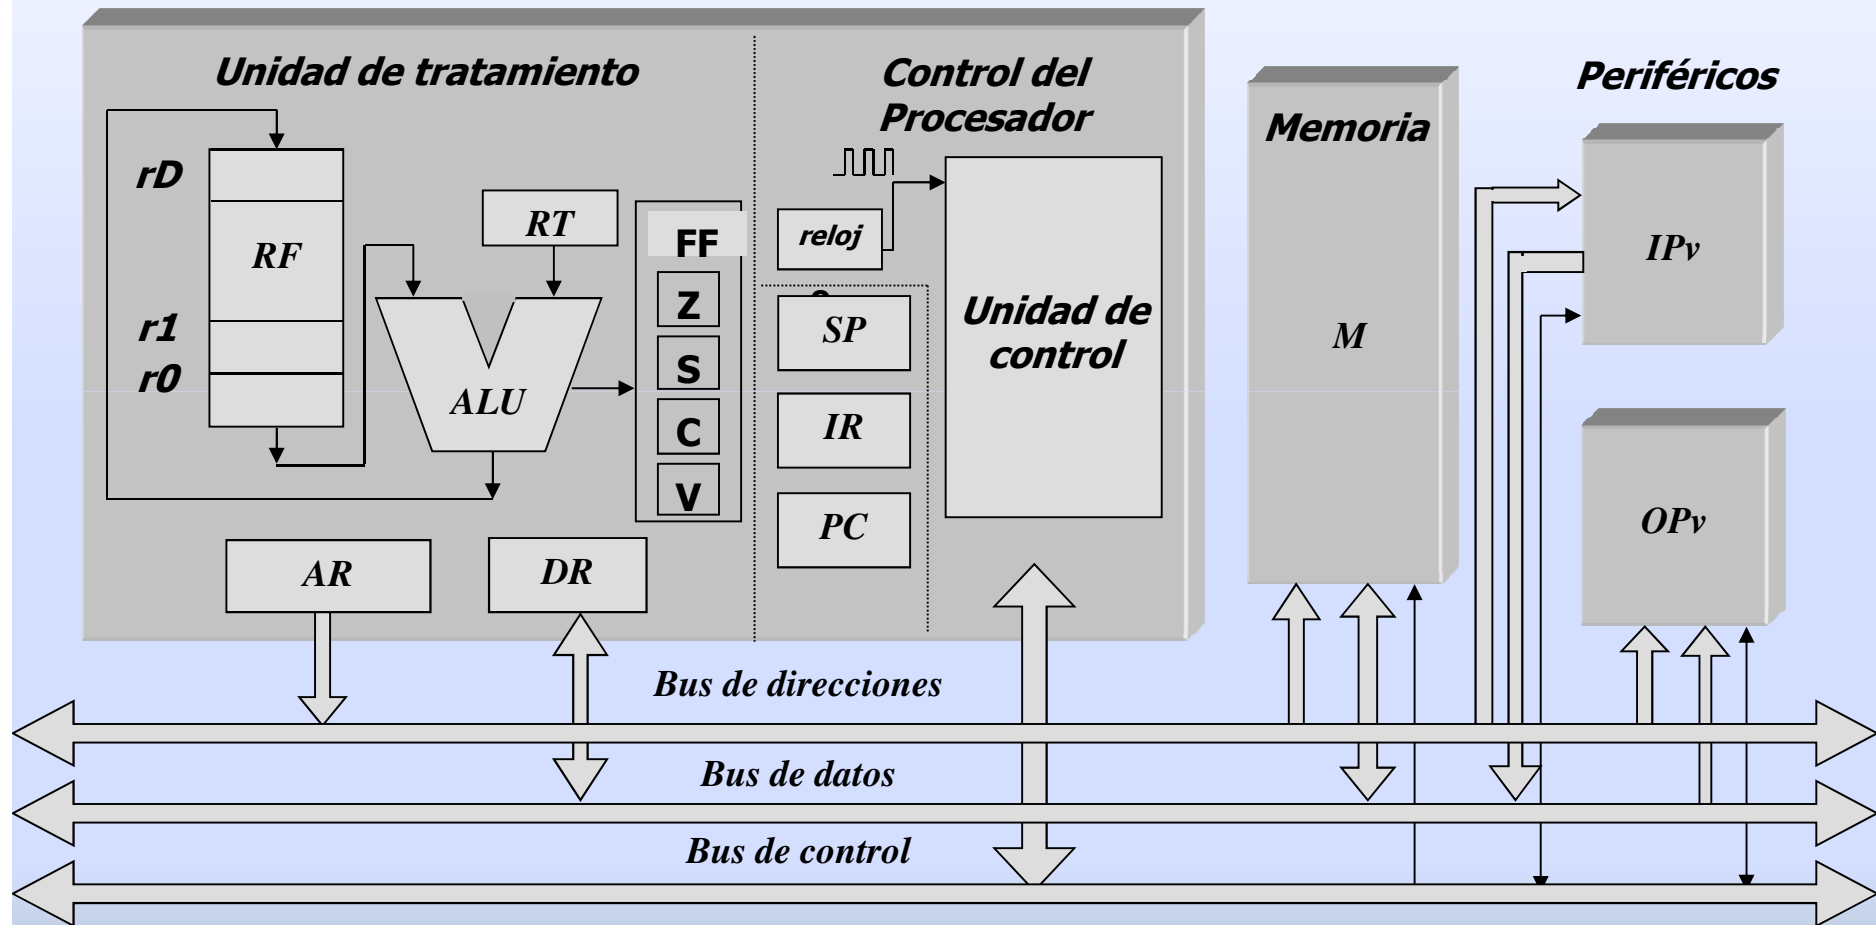 Unidad de tratamiento
Control del
Procesador
Memoria
Periféricos
rD
RF
r1
r0
RT
ALU
FF
Z
S
C
V
reloj
SP
IR
PC
Unidad de
control
M
IPv
OPv
AR
DR
Bus de direcciones
Bus de datos
Bus de control